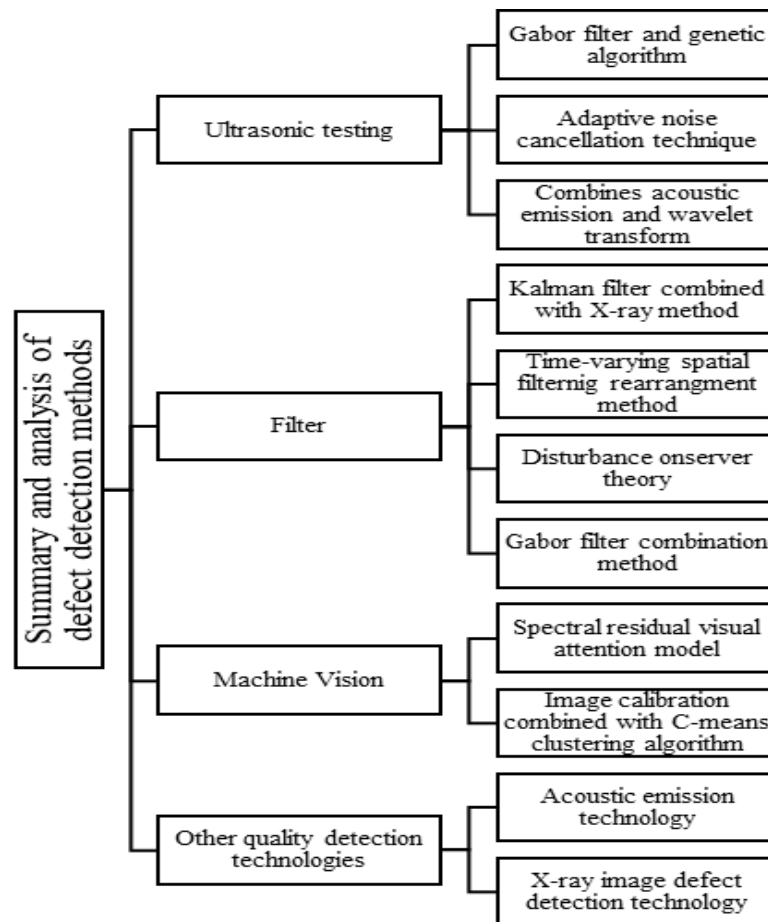 Summary and analysis of
defect detection methods
Ultrasonic testing
Gabor filter and genetic
algorithm
Adaptive noise
cancellation technique
Combines acoustic
emission and wavelet
transform
Filter
Kalman filter combined
with X-ray method
Time-varying spatial
filternig rearrangment
method
Disturbance onserver
theory
Gabor filter combination
method
Machine Vision
Spectral residual visual
attention model
Image calibration
combined with C-means
clustering algorithm
Other quality detection
technologies
Acoustic emission
technology
X-ray image defect
detection technology